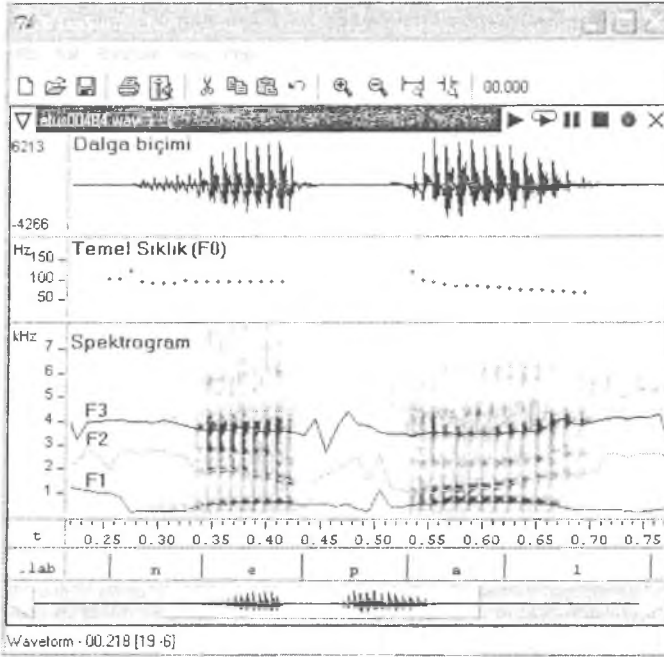 00.000
6213 Dalga biçimi
-4266
Hz
150 Temel Sıklık (F0)
100
50
kHz
7 Spektrogram
6
5
4 F3
3 F2
2
1 F1
t 0.25 0.30 0.35 0.40 0.45 0.50 0.55 0.60 0.65 0.70 0.75
.lab n e p a l
Waveform - 00.218 [19 -6]